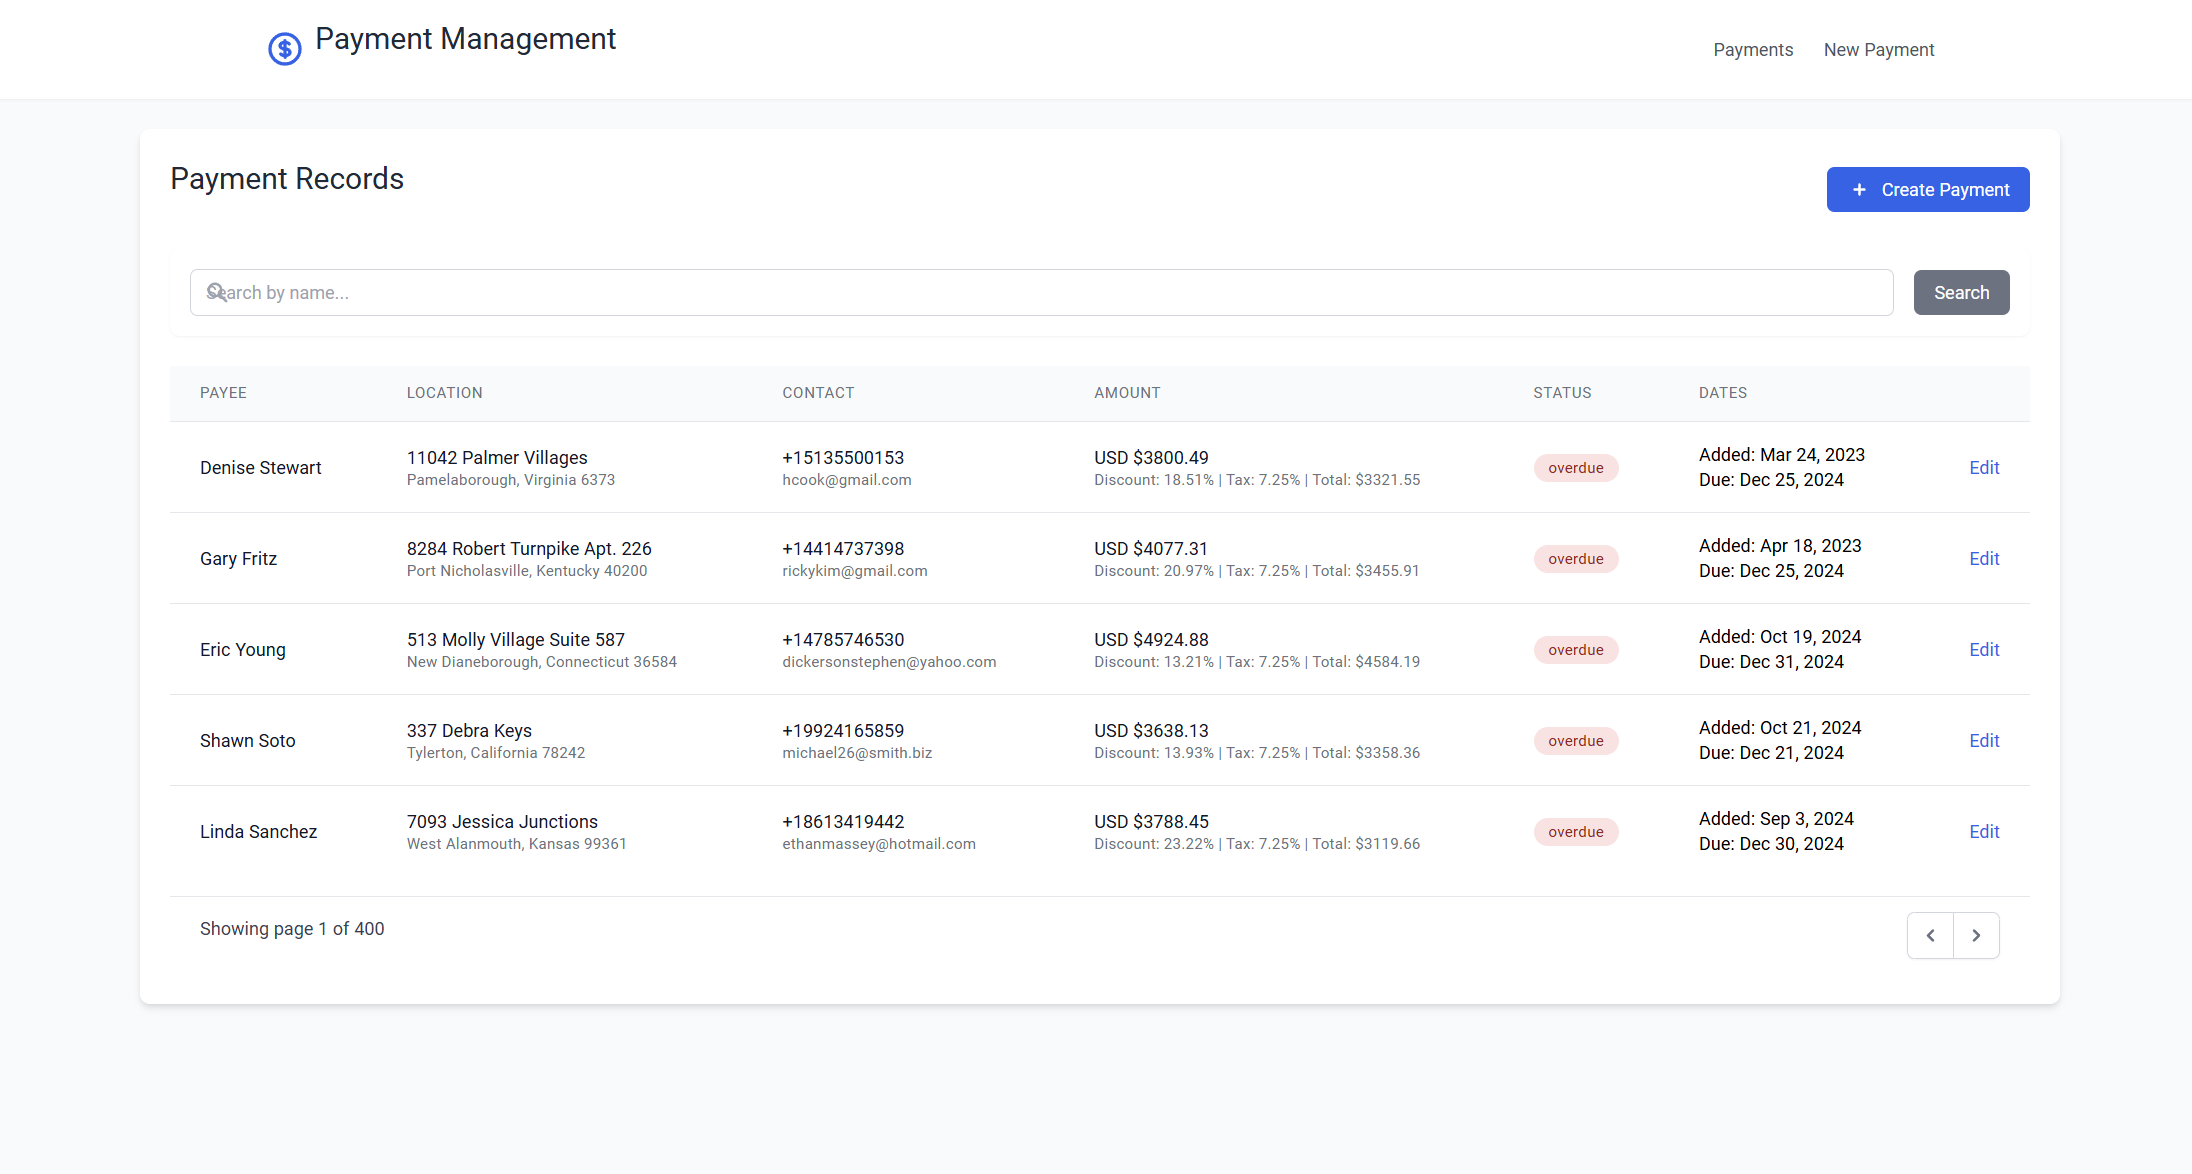 Payment Management
Payments
New Payment
Payment Records
+ Create Payment
Search by name...
Search
PAYEE LOCATION CONTACT AMOUNT STATUS DATES
Denise Stewart
11042 Palmer Villages
Pamelaborough, Virginia 6373
+15135500153
hcook@gmail.com
USD $3800.49
Discount: 18.51% | Tax: 7.25% | Total: $3321.55
overdue
Added: Mar 24, 2023
Due: Dec 25, 2024
Edit
Gary Fritz
8284 Robert Turnpike Apt. 226
Port Nicholasville, Kentucky 40200
+14414737398
rickykim@gmail.com
USD $4077.31
Discount: 20.97% | Tax: 7.25% | Total: $3455.91
overdue
Added: Apr 18, 2023
Due: Dec 25, 2024
Edit
Eric Young
513 Molly Village Suite 587
New Dianeborough, Connecticut 36584
+14785746530
dickersonstephen@yahoo.com
USD $4924.88
Discount: 13.21% | Tax: 7.25% | Total: $4584.19
overdue
Added: Oct 19, 2024
Due: Dec 31, 2024
Edit
Shawn Soto
337 Debra Keys
Tylerton, California 78242
+19924165859
michael26@smith.biz
USD $3638.13
Discount: 13.93% | Tax: 7.25% | Total: $3358.36
overdue
Added: Oct 21, 2024
Due: Dec 21, 2024
Edit
Linda Sanchez
7093 Jessica Junctions
West Alanmouth, Kansas 99361
+18613419442
ethanmassey@hotmail.com
USD $3788.45
Discount: 23.22% | Tax: 7.25% | Total: $3119.66
overdue
Added: Sep 3, 2024
Due: Dec 30, 2024
Edit
Showing page 1 of 400